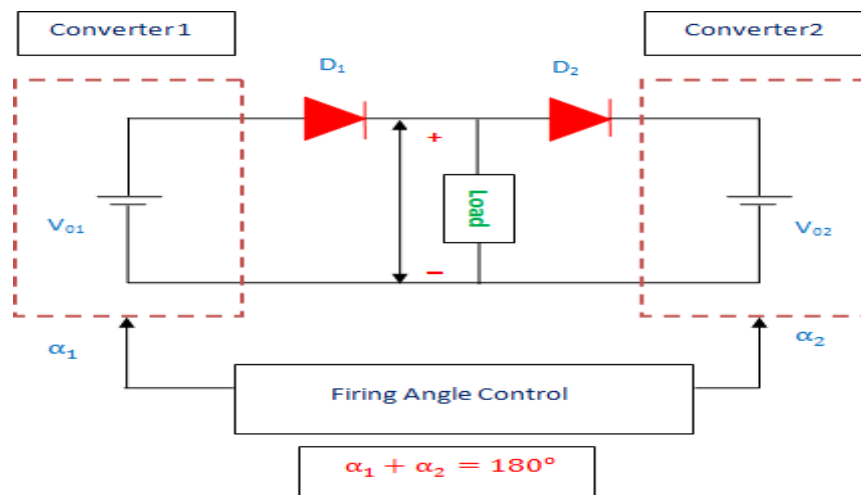 Converter1
Converter2
D₁
D₂
+
Load
V₀₁
V₀₂
−
α₁
α₂
Firing Angle Control
α₁ + α₂ = 180°